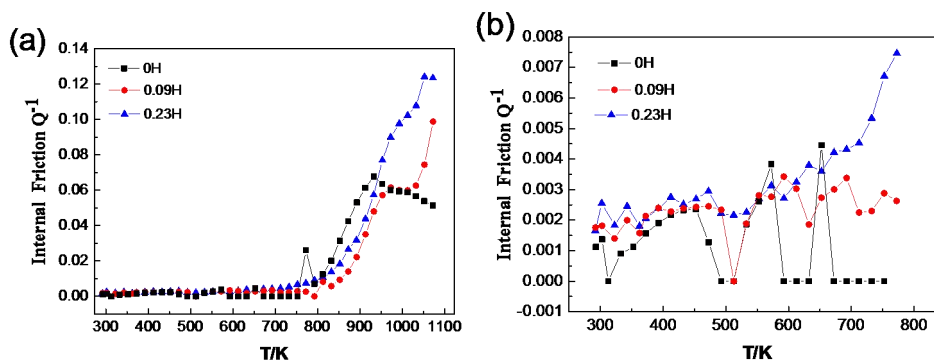 (a)
0.14
0.12
0.10
0.08
0.06
0.04
0.02
0.00
Internal Friction Q⁻¹
0H
0.09H
0.23H
300 400 500 600 700 800 900 1000 1100
T/K
(b)
0.008
0.007
0.006
0.005
0.004
0.003
0.002
0.001
0.000
-0.001
Internal Friction Q⁻¹
0H
0.09H
0.23H
300 400 500 600 700 800
T/K